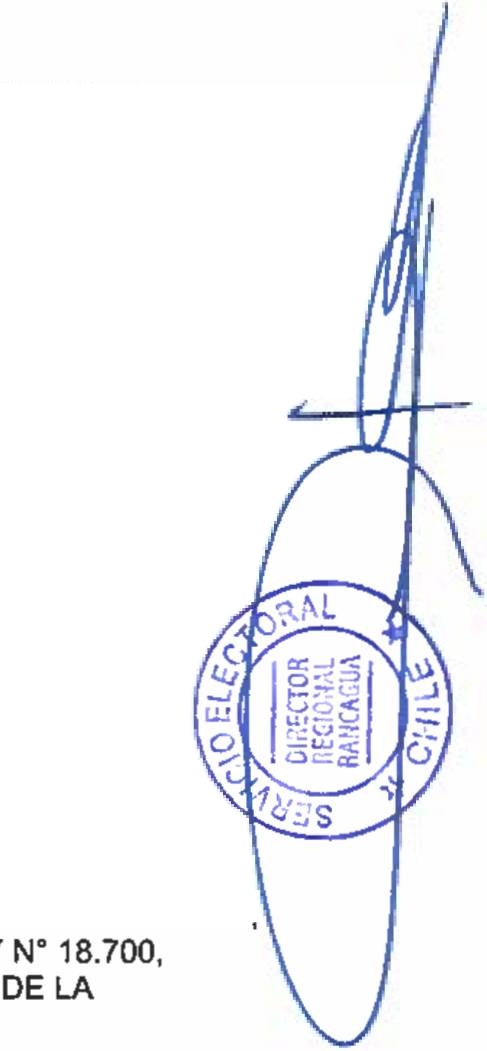 SERVICIO ELECTORAL
CHILE
DIRECTOR
REGIONAL
RANCAGUA
N° 18.700,
DE LA